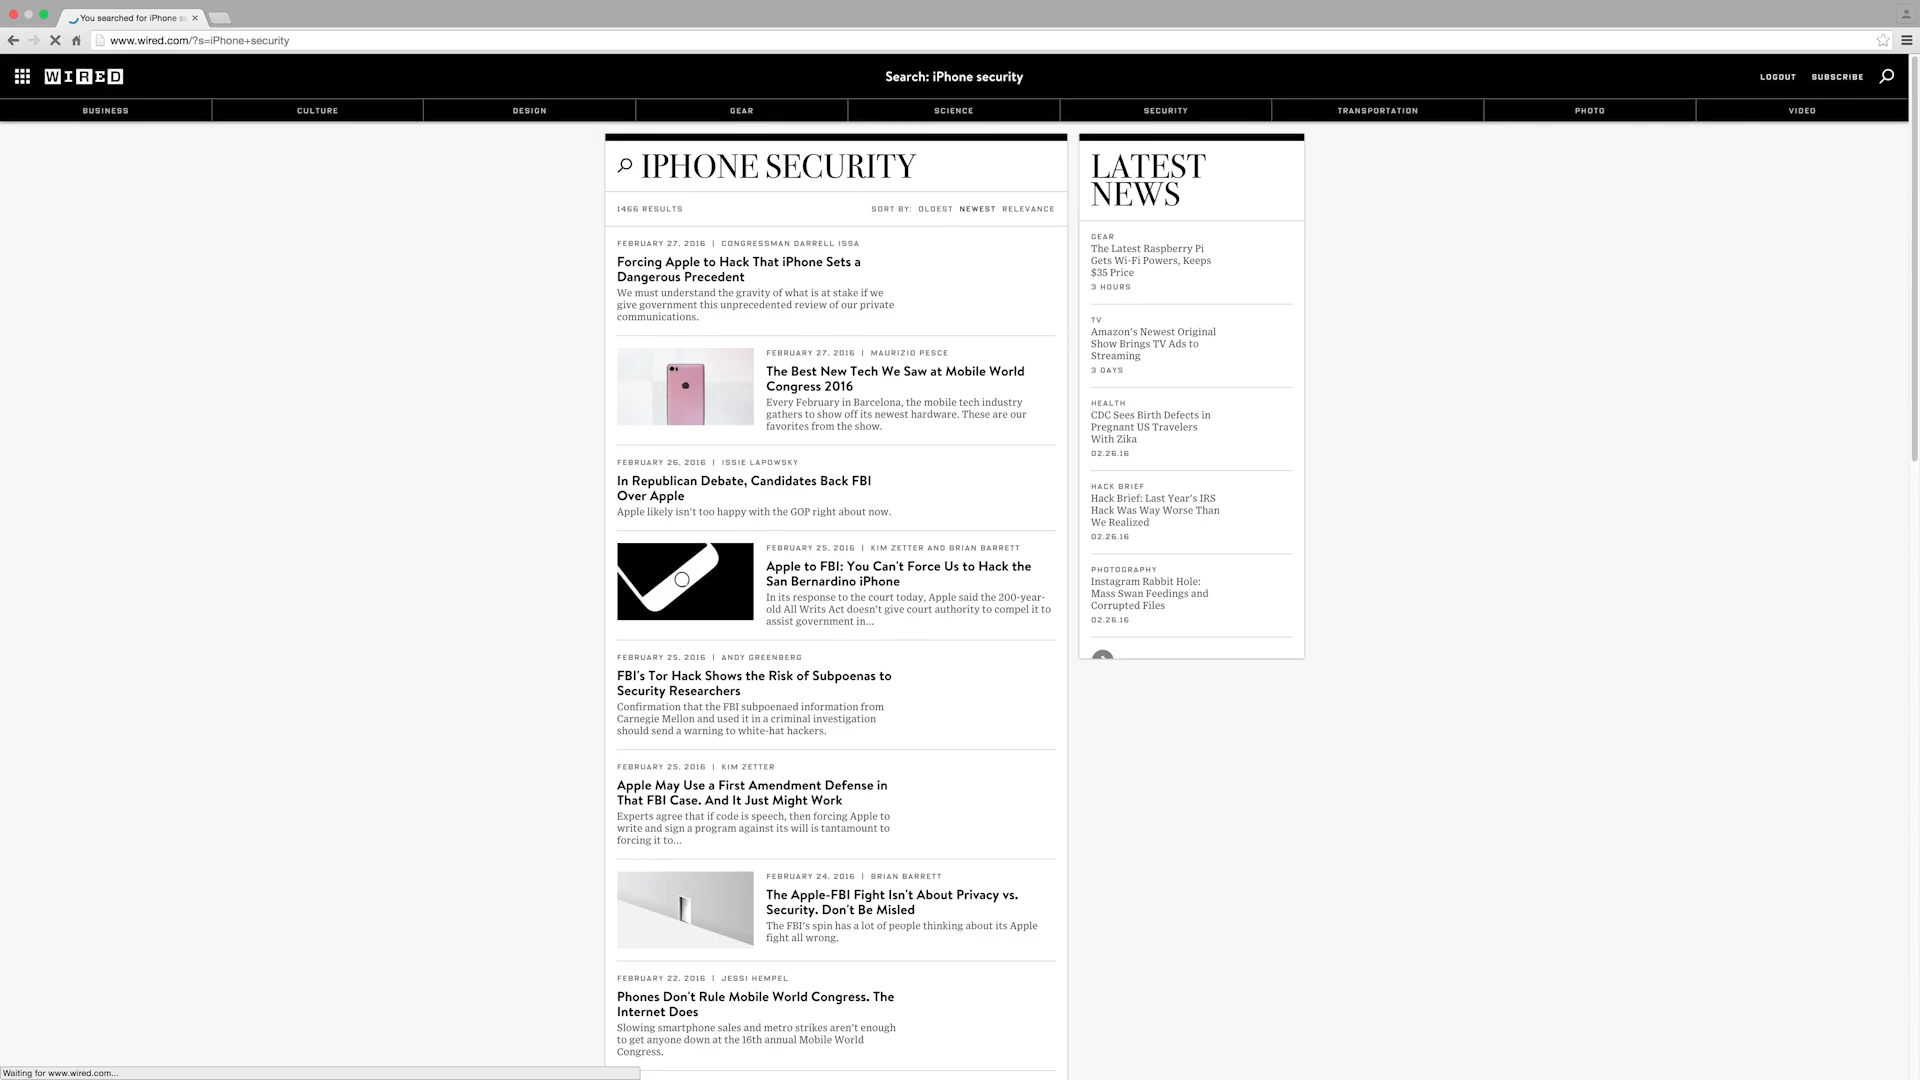 You searched for iPhone se
www.wired.com/?s=iPhone+security
WIRED
Search: iPhone security
LOGOUT SUBSCRIBE
BUSINESS CULTURE DESIGN GEAR SCIENCE SECURITY TRANSPORTATION PHOTO VIDEO
IPHONE SECURITY
1466 RESULTS
SORT BY: OLDEST NEWEST RELEVANCE
FEBRUARY 27, 2016 | CONGRESSMAN DARRELL ISSA
Forcing Apple to Hack That iPhone Sets a
Dangerous Precedent
We must understand the gravity of what is at stake if we
give government this unprecedented review of our private
communications.
FEBRUARY 27, 2016 | MAURIZIO PESCE
The Best New Tech We Saw at Mobile World
Congress 2016
Every February in Barcelona, the mobile tech industry
gathers to show off its newest hardware. These are our
favorites from the show.
FEBRUARY 26, 2016 | ISSIE LAPOWSKY
In Republican Debate, Candidates Back FBI
Over Apple
Apple likely isn't too happy with the GOP right about now.
FEBRUARY 25, 2016 | KIM ZETTER AND BRIAN BARRETT
Apple to FBI: You Can't Force Us to Hack the
San Bernardino iPhone
In its response to the court today, Apple said the 200-year-
old All Writs Act doesn't give court authority to compel it to
assist government in...
FEBRUARY 25, 2016 | ANDY GREENBERG
FBI's Tor Hack Shows the Risk of Subpoenas to
Security Researchers
Confirmation that the FBI subpoenaed information from
Carnegie Mellon and used it in a criminal investigation
should send a warning to white-hat hackers.
FEBRUARY 25, 2016 | KIM ZETTER
Apple May Use a First Amendment Defense in
That FBI Case. And It Just Might Work
Experts agree that if code is speech, then forcing Apple to
write and sign a program against its will is tantamount to
forcing it to...
FEBRUARY 24, 2016 | BRIAN BARRETT
The Apple-FBI Fight Isn't About Privacy vs.
Security. Don't Be Misled
The FBI's spin has a lot of people thinking about its Apple
fight all wrong.
FEBRUARY 22, 2016 | JESSI HEMPEL
Phones Don't Rule Mobile World Congress. The
Internet Does
Slowing smartphone sales and metro strikes aren't enough
to get anyone down at the 16th annual Mobile World
Congress.
LATEST
NEWS
GEAR
The Latest Raspberry Pi
Gets Wi-Fi Powers, Keeps
$35 Price
3 HOURS
TV
Amazon's Newest Original
Show Brings TV Ads to
Streaming
3 DAYS
HEALTH
CDC Sees Birth Defects in
Pregnant US Travelers
With Zika
02.26.16
HACK BRIEF
Hack Brief: Last Year's IRS
Hack Was Way Worse Than
We Realized
02.26.16
PHOTOGRAPHY
Instagram Rabbit Hole:
Mass Swan Feedings and
Corrupted Files
02.26.16
Waiting for www.wired.com...